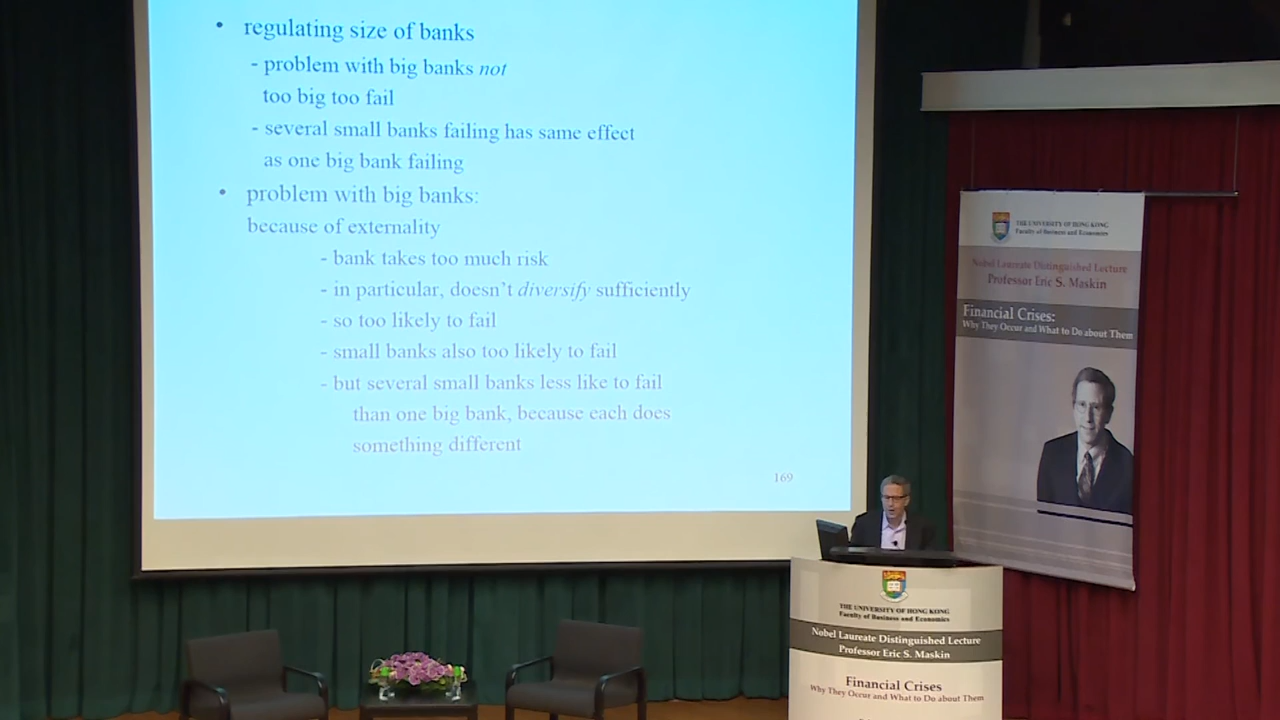 • regulating size of banks
- problem with big banks not
too big too fail
- several small banks failing has same effect
as one big bank failing
• problem with big banks:
because of externality
- bank takes too much risk
- in particular, doesn't diversify sufficiently
- so too likely to fail
- small banks also too likely to fail
- but several small banks less like to fail
than one big bank, because each does
something different
169
THE UNIVERSITY OF HONG KONG
Faculty of Business and Economics
Nobel Laureate Distinguished Lecture
Professor Eric S. Maskin
Financial Crises:
Why They Occur and What to Do about Them
THE UNIVERSITY OF HONG KONG
Faculty of Business and Economics
Nobel Laureate Distinguished Lecture
Professor Eric S. Maskin
Financial Crises
Why They Occur and What to Do about Them